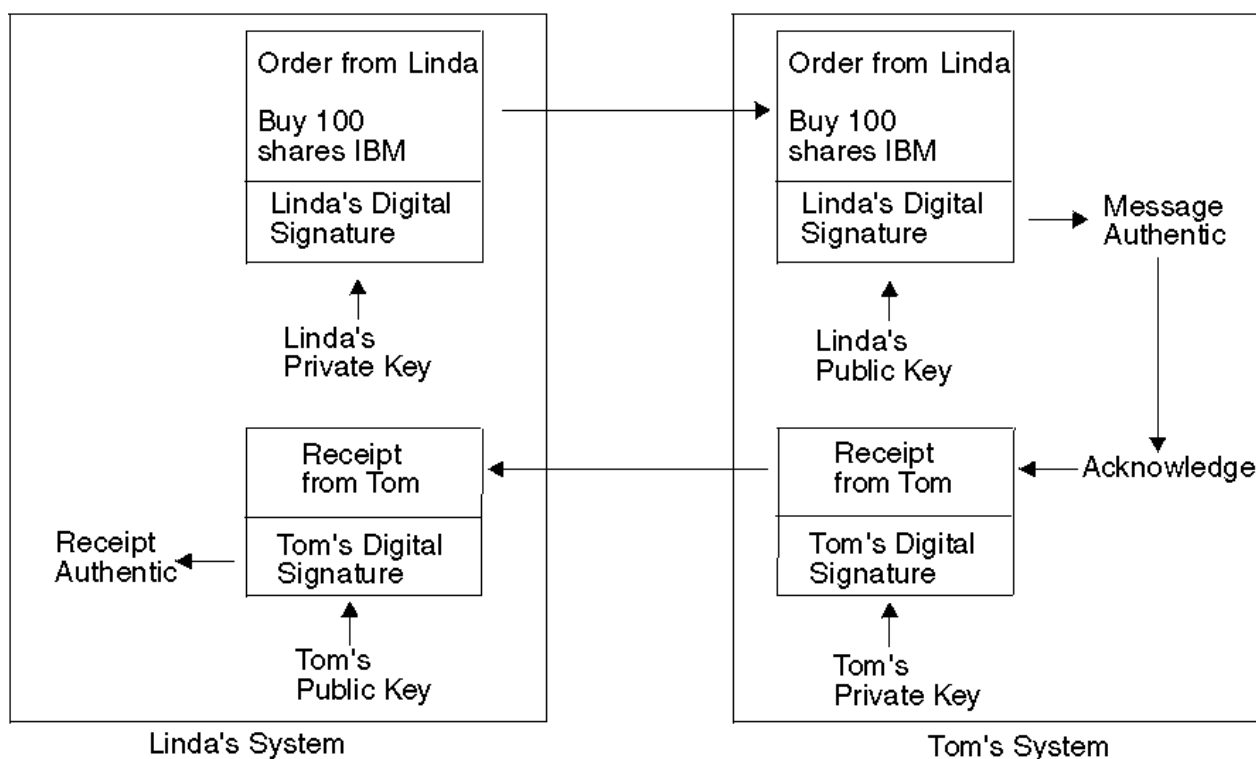 Order from Linda
Buy 100
shares IBM
Linda's Digital
Signature
Linda's
Private Key
Order from Linda
Buy 100
shares IBM
Linda's Digital
Signature
Message
Authentic
Linda's
Public Key
Receipt
from Tom
Tom's Digital
Signature
Receipt
Authentic
Tom's
Public Key
Receipt
from Tom
Acknowledge
Tom's Digital
Signature
Tom's
Private Key
Linda's System
Tom's System